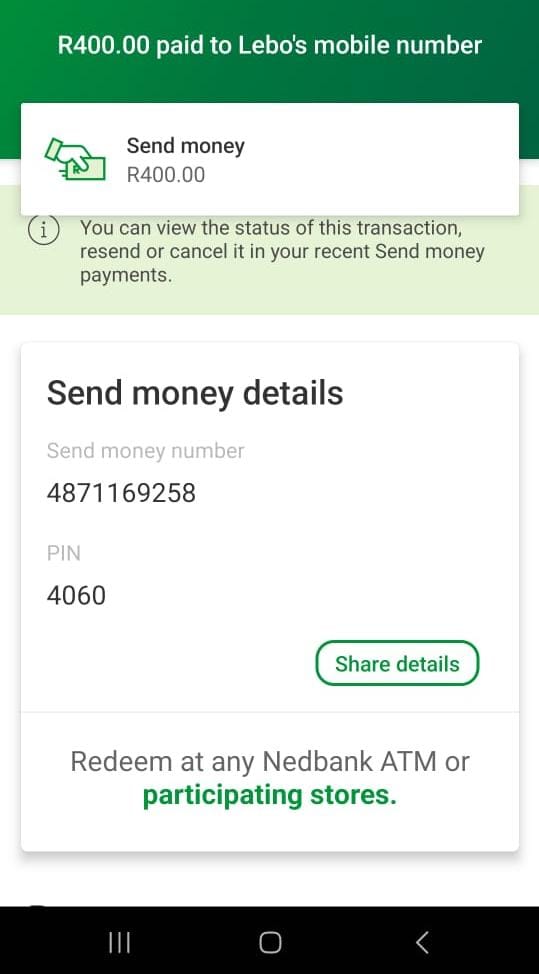 R400.00 paid to Lebo's mobile number
Send money
R400.00
You can view the status of this transaction,
resend or cancel it in your recent Send money
payments.
Send money details
Send money number
4871169258
PIN
4060
Share details
Redeem at any Nedbank ATM or
participating stores.